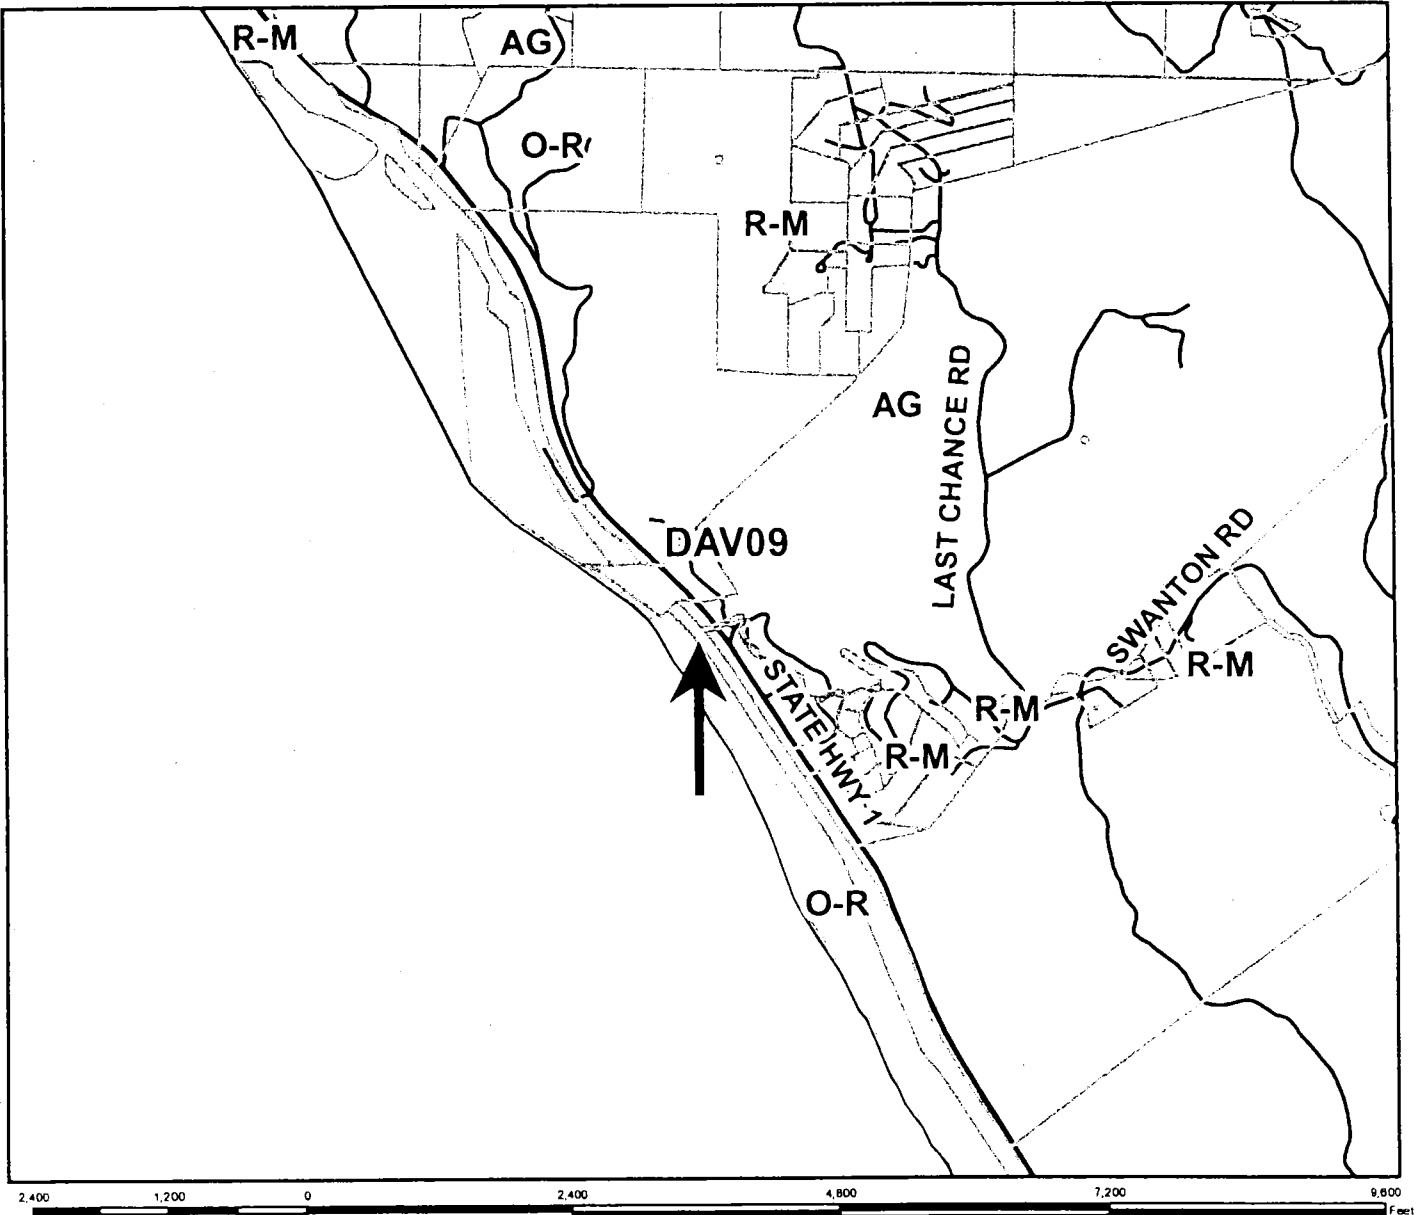 R-M
AG
O-R
R-M
AG
LAST CHANCE RD
DAV09
SWANTON RD
R-M
R-M
STATE HWY 1
R-M
O-R
2,400 1,200 0 2,400 4,800 7,200 9,600
Feet